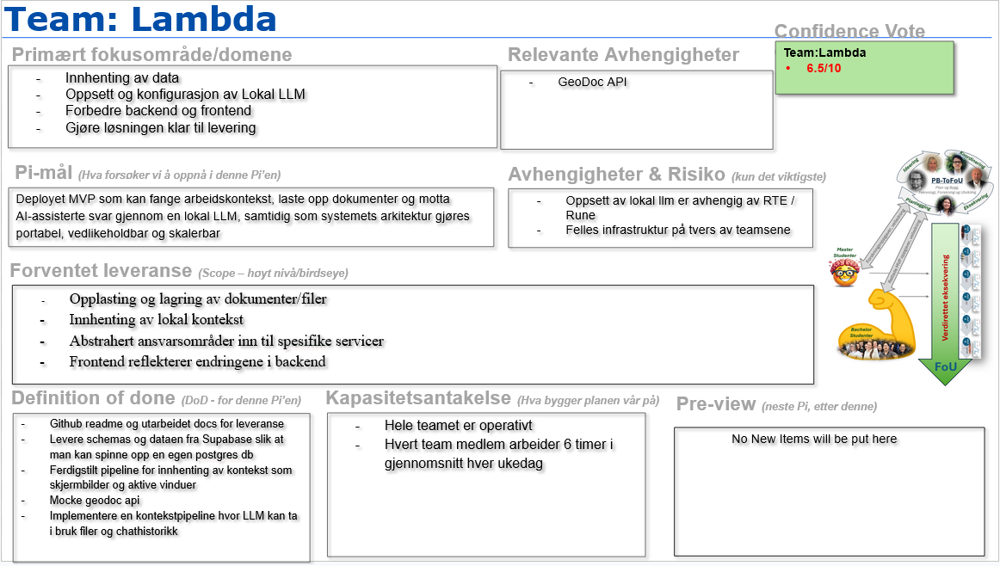 Team: Lambda
Confidence Vote
Team:Lambda
• 6.5/10
Primært fokusområde/domene
- Innhenting av data
- Oppsett og konfigurasjon av Lokal LLM
- Forbedre backend og frontend
- Gjøre løsningen klar til levering
Relevante Avhengigheter
- GeoDoc API
Pi-mål (Hva forsøker vi å oppnå i denne Pi'en)
Deployet MVP som kan fange arbeidskontekst, laste opp dokumenter og motta
AI-assisterte svar gjennom en lokal LLM, samtidig som systemets arkitektur gjøres
portabel, vedlikeholdbar og skalerbar
Avhengigheter & Risiko (kun det viktigste)
- Oppsett av lokal llm er avhengig av RTE /
Rune
- Felles infrastruktur på tvers av teamsene
Forventet leveranse (Scope – høyt nivå/birdseye)
- Opplasting og lagring av dokumenter/filer
- Innhenting av lokal kontekst
- Abstrahert ansvarsområder inn til spesifike servicer
- Frontend reflekterer endringene i backend
Definition of done (DoD - for denne Pi'en)
- Github readme og utarbeidet docs for leveranse
- Levere schemas og dataen fra Supabase slik at
man kan spinne opp en egen postgres db
- Ferdigstilt pipeline for innhenting av kontekst som
skjermbilder og aktive vinduer
- Mocke geodoc api
- Implementere en kontekstpipeline hvor LLM kan ta
i bruk filer og chathistorikk
Kapasitetsantakelse (Hva bygger planen vår på)
- Hele teamet er operativt
- Hvert team medlem arbeider 6 timer i
gjennomsnitt hver ukedag
Pre-view (neste Pi, etter denne)
No New Items will be put here
Ideering
Koordinering
PB-ToFoU
Planlegging
Eksekvering
Master
Studenter
Bachelor
Studenter
Verdirettet eksekvering
FoU